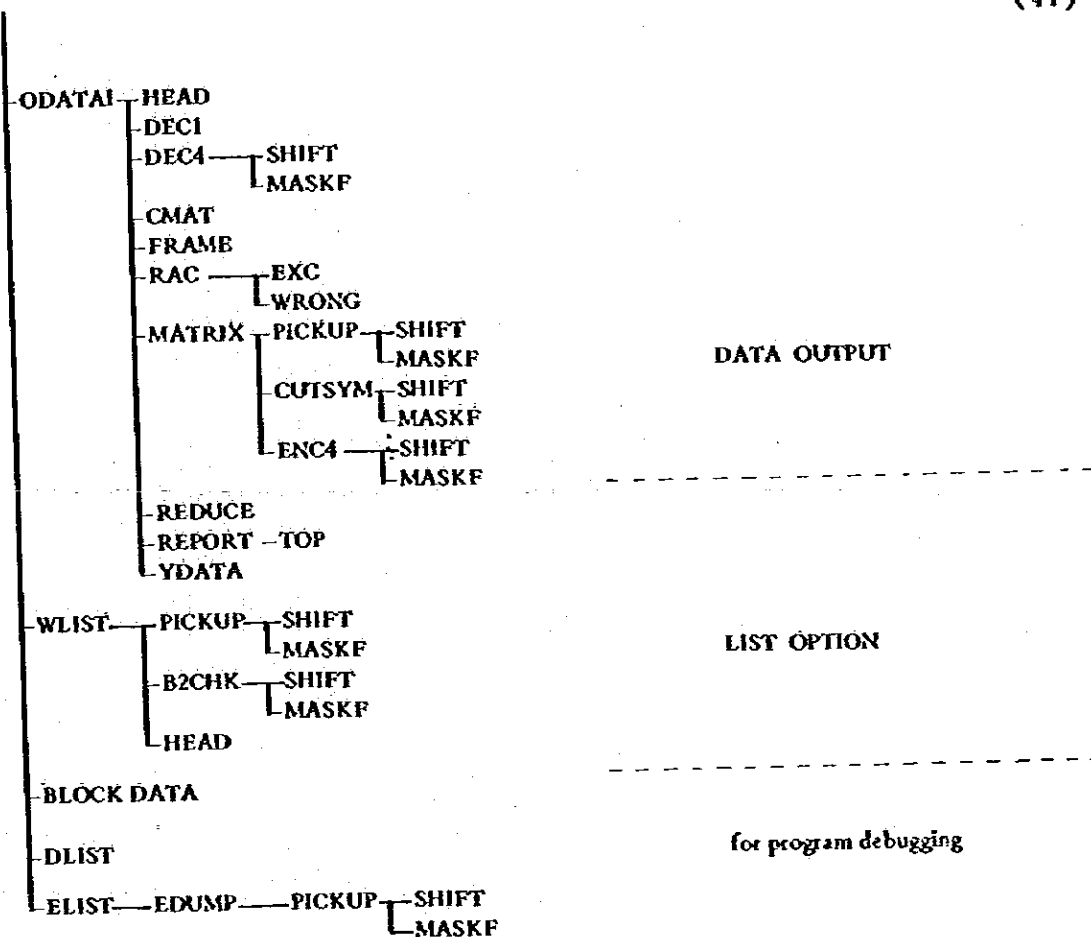 (41)
ODATAI HEAD
DEC1
DEC4 SHIFT
MASKF
CMAT
FRAME
RAC EXC
WRONG
MATRIX PICKUP SHIFT
MASKF
DATA OUTPUT
CUTSYM SHIFT
MASKF
ENC4 SHIFT
MASKF
REDUCE
REPORT TOP
YDATA
WLIST PICKUP SHIFT
MASKF
LIST OPTION
B2CHK SHIFT
MASKF
HEAD
BLOCK DATA
DLIST
for program debugging
ELIST EDUMP PICKUP SHIFT
MASKF